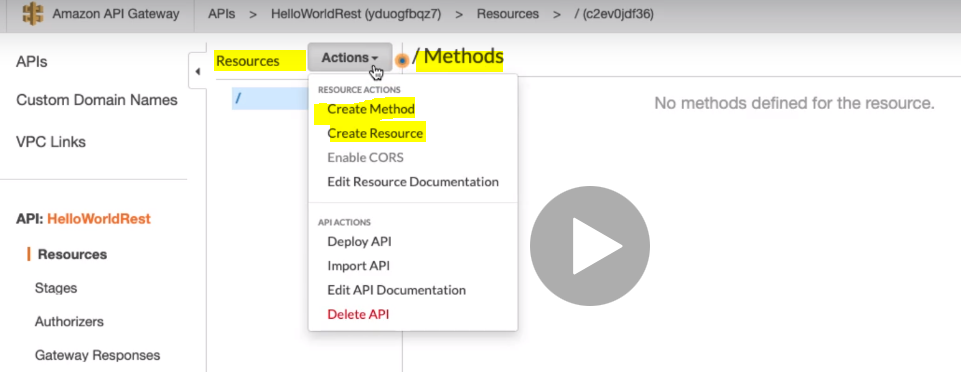 Amazon API Gateway APIs > HelloWorldRest (yduogfbqz7) > Resources > / (c2ev0jdf36)
APIs
Custom Domain Names
VPC Links
API: HelloWorldRest
Resources
Stages
Authorizers
Gateway Responses
Resources Actions / Methods
/
RESOURCE ACTIONS
Create Method
Create Resource
Enable CORS
Edit Resource Documentation
API ACTIONS
Deploy API
Import API
Edit API Documentation
Delete API
No methods defined for the resource.